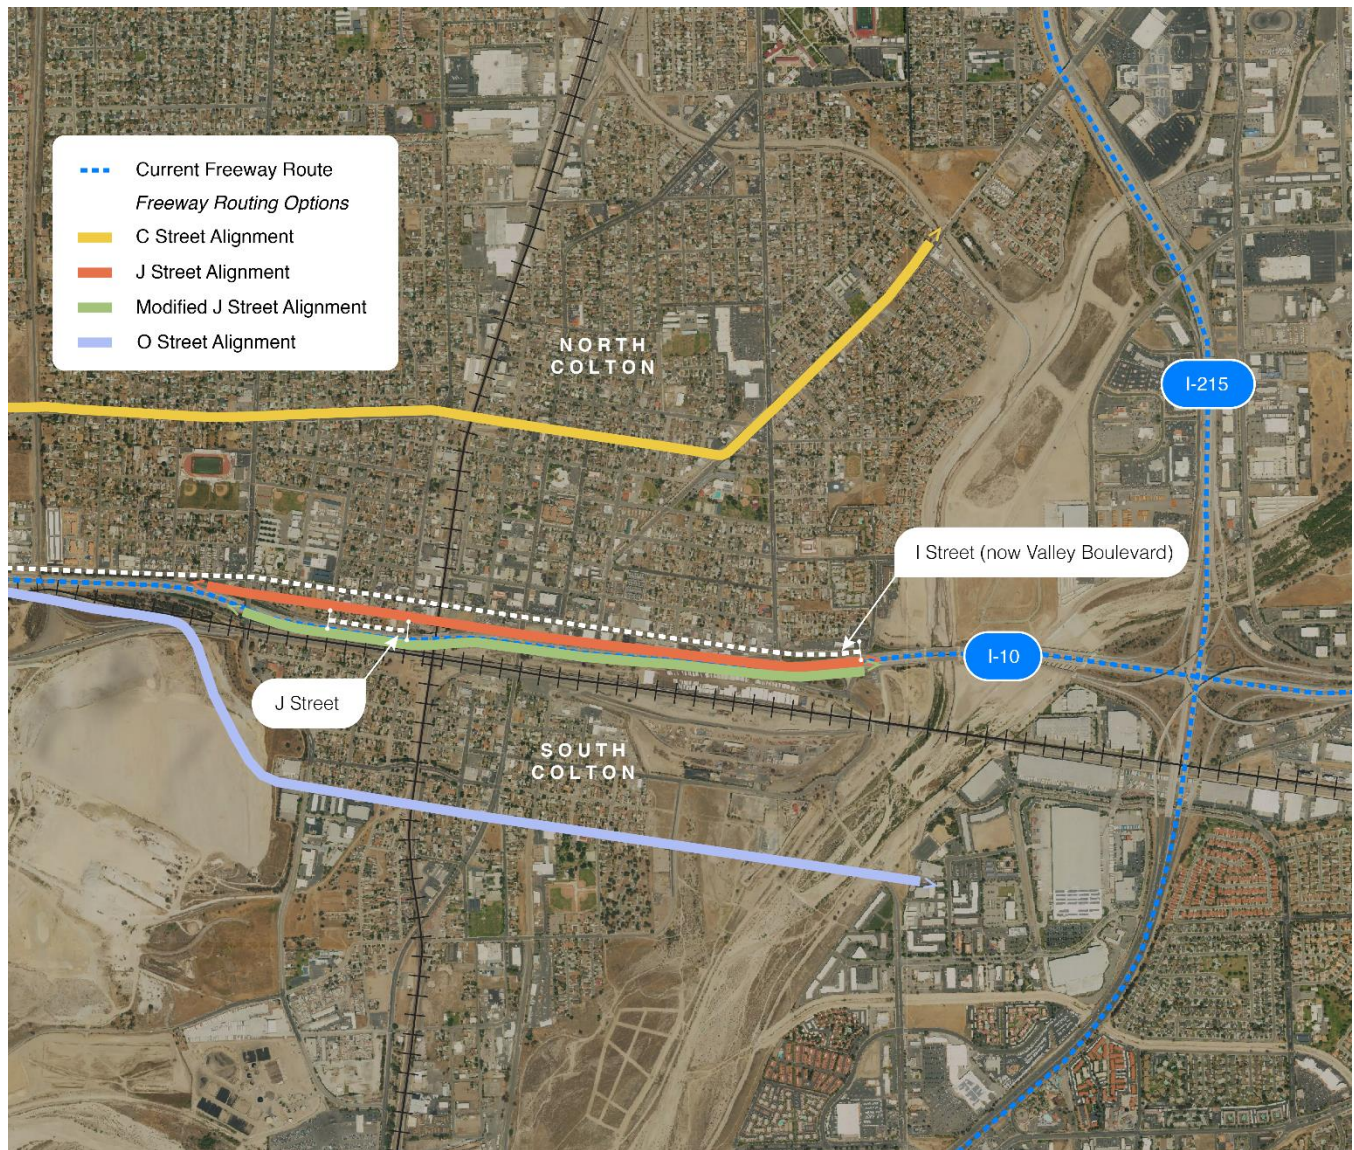 Current Freeway Route
Freeway Routing Options
C Street Alignment
J Street Alignment
Modified J Street Alignment
O Street Alignment
NORTH
COLTON
I-215
I Street (now Valley Boulevard)
I-10
J Street
SOUTH
COLTON